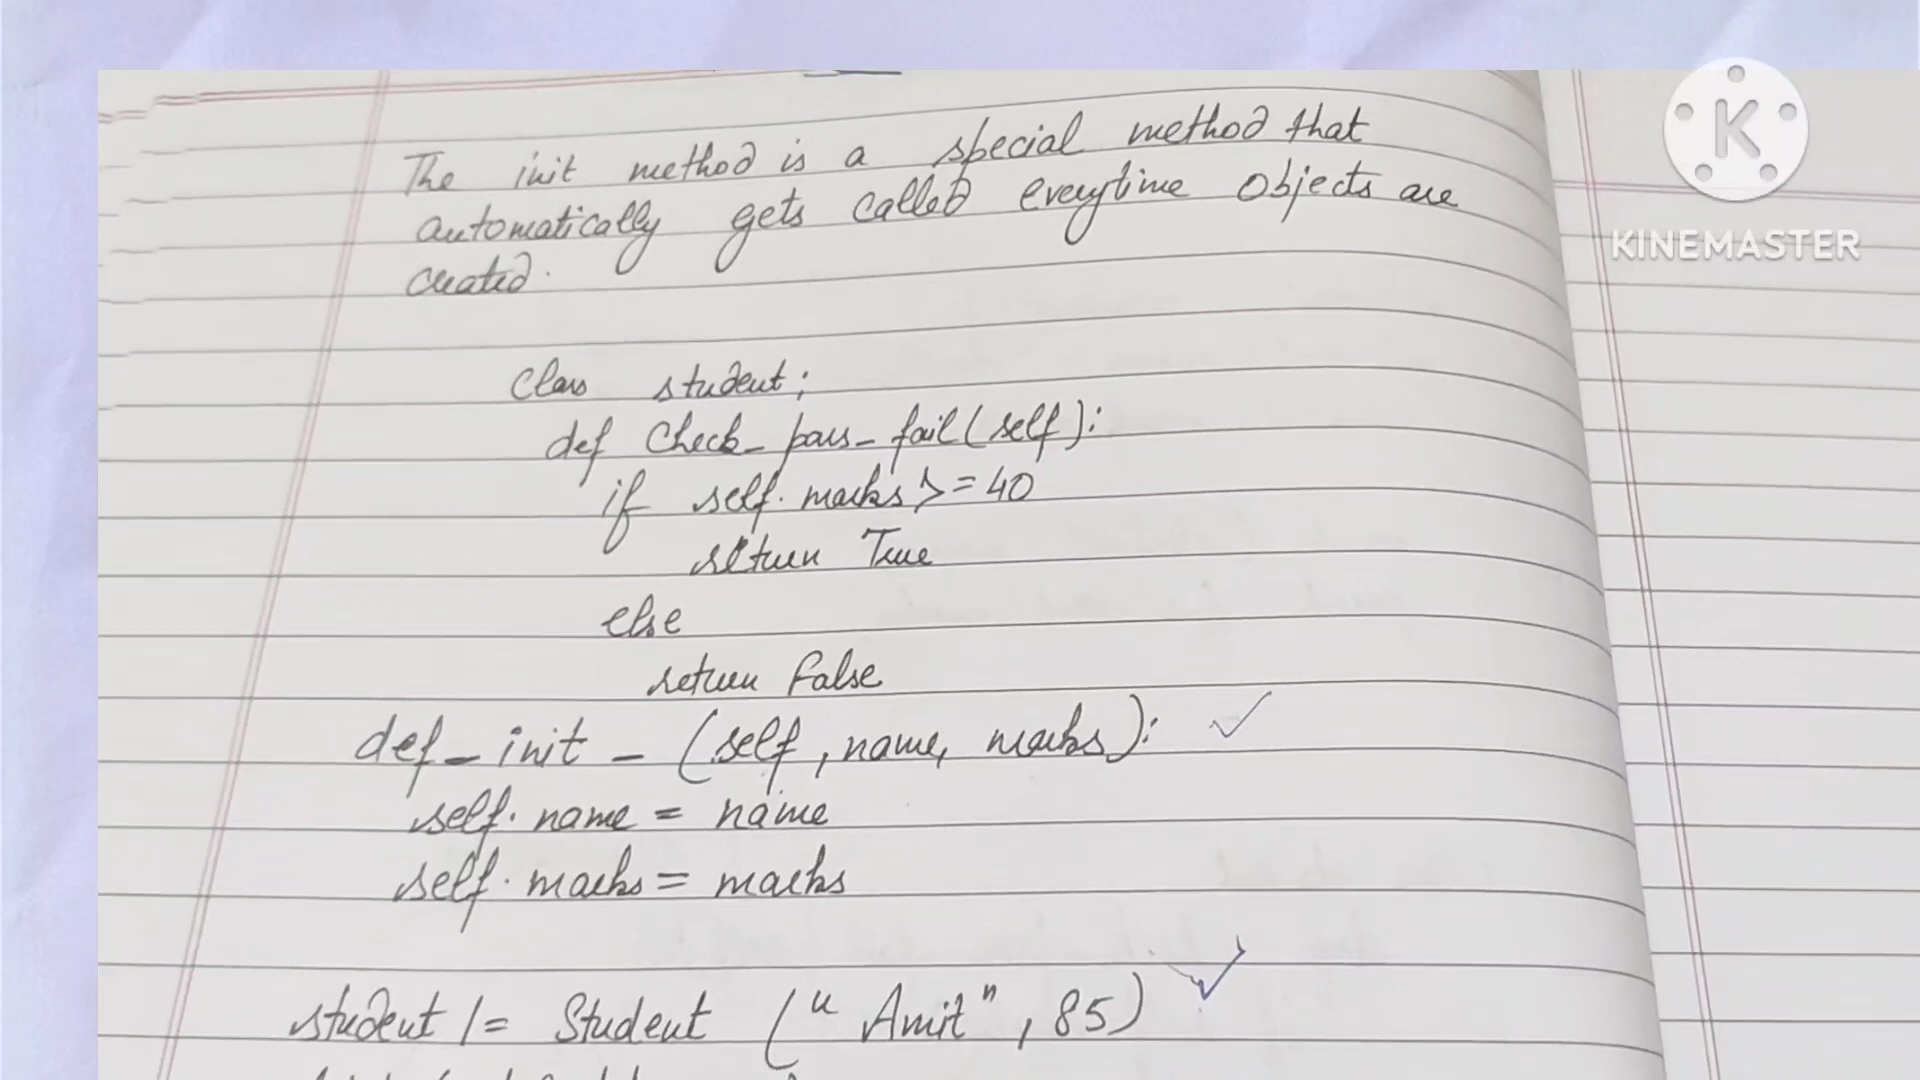 The init method is a special method that
automatically gets called everytime Objects are
created.
Class student;
def Check_pass_fail(self):
if self.marks>=40
return True
else
return False
def_init_(self, name, marks):
self.name = name
self.marks = marks
student 1= Student ("Amit", 85)
K
KINEMASTER